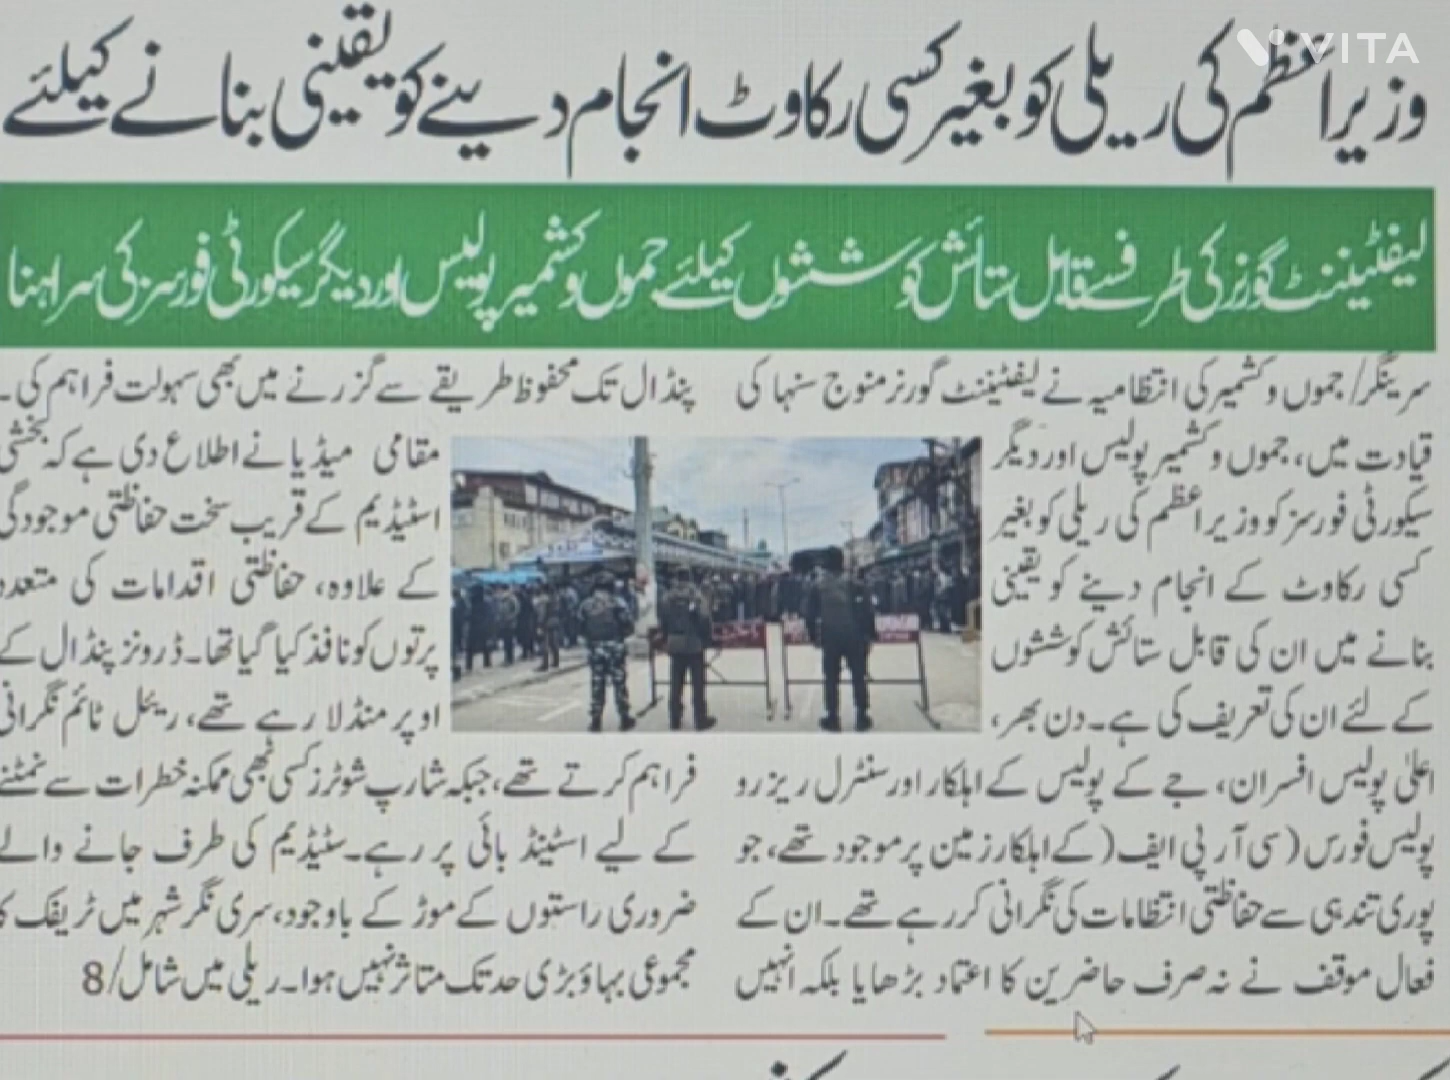 VITA
وزیراعظم کی ریلی کو بغیر کسی رکاوٹ انجام دینے کو یقینی بنانے کیلئے
لیفٹیننٹ گورنر کی طرف سے قابل ستائش کوششوں کیلئے جموں و کشمیر پولیس اور دیگر سیکورٹی فورسز کی سراہنا
سرینگر/جموں و کشمیر کی انتظامیہ نے لیفٹیننٹ گورنر منوج سنہا کی
قیادت میں، جموں و کشمیر پولیس اور دیگر
سیکورٹی فورسز کو وزیر اعظم کی ریلی کو بغیر
کسی رکاوٹ کے انجام دینے کو یقینی
بنانے میں ان کی قابل ستائش کوششوں
کے لئے ان کی تعریف کی ہے۔ دن بھر،
اعلیٰ پولیس افسران، جے کے پولیس کے اہلکار اور سنٹرل ریزرو
پولیس فورس (سی آر پی ایف) کے اہلکار زمین پر موجود تھے، جو
پوری تندہی سے حفاظتی انتظامات کی نگرانی کر رہے تھے۔ ان کے
فعال موقف نے نہ صرف حاضرین کا اعتماد بڑھایا بلکہ انہیں
پنڈال تک محفوظ طریقے سے گزرنے میں بھی سہولت فراہم کی۔
مقامی میڈیا نے اطلاع دی ہے کہ بخشی
اسٹیڈیم کے قریب سخت حفاظتی موجودگی
کے علاوہ، حفاظتی اقدامات کی متعدد
پرتوں کو نافذ کیا گیا تھا۔ ڈرونز پنڈال کے
اوپر منڈلا رہے تھے، ریئل ٹائم نگرانی
فراہم کرتے تھے، جبکہ شارپ شوٹرز کسی بھی ممکنہ خطرات سے نمٹنے
کے لیے اسٹینڈ بائی پر رہے۔ سٹیڈیم کی طرف جانے والے
ضروری راستوں کے موڑ کے باوجود، سری نگر شہر میں ٹریفک کا
مجموعی بہاؤ بڑی حد تک متاثر نہیں ہوا۔ ریلی میں شامل/8